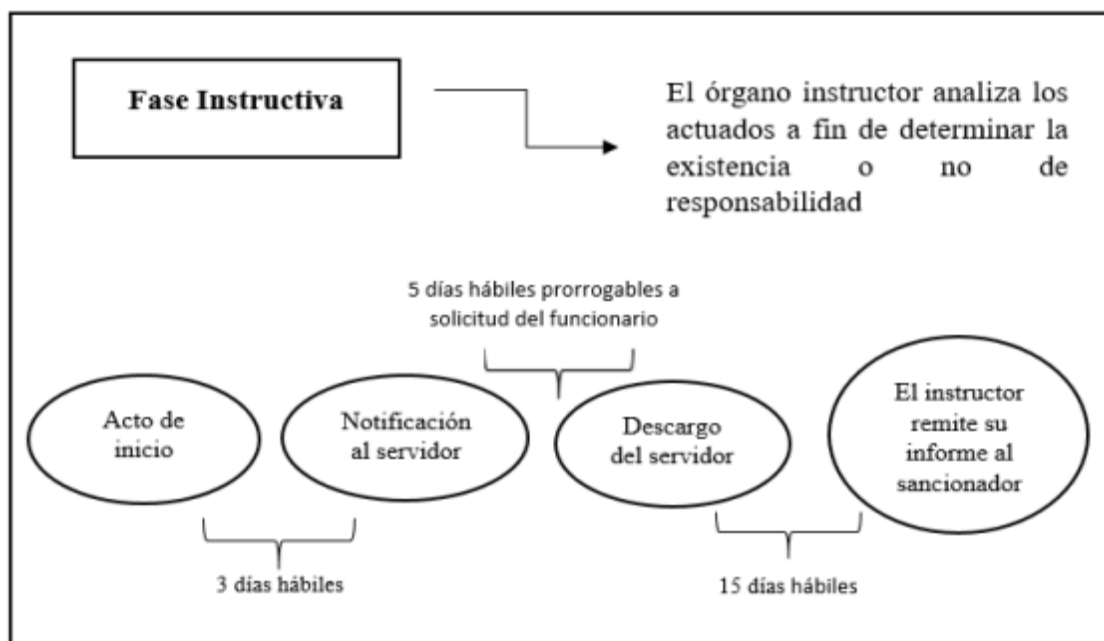 Fase Instructiva
El órgano instructor analiza los
actuados a fin de determinar la
existencia o no de
responsabilidad
5 días hábiles prorrogables a
solicitud del funcionario
Acto de
inicio
Notificación
al servidor
Descargo
del servidor
El instructor
remite su
informe al
sancionador
3 días hábiles
15 días hábiles